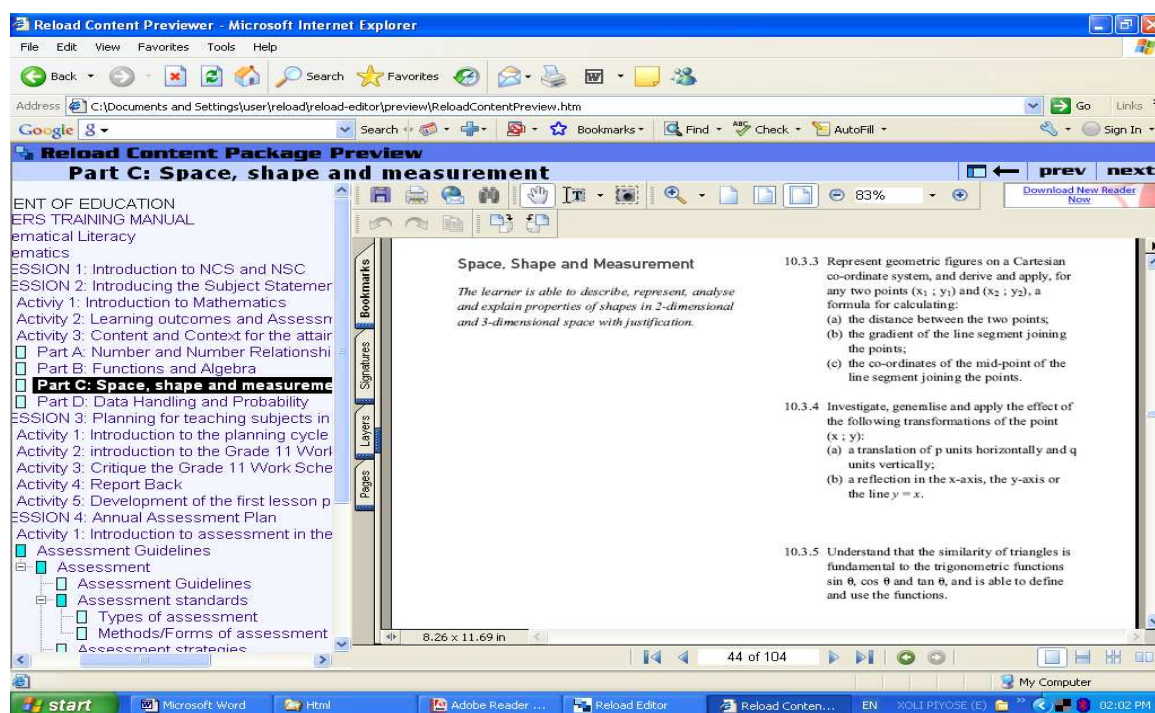 Reload Content Previewer - Microsoft Internet Explorer
File Edit View Favorites Tools Help
Back Search Favorites
Address C:\Documents and Settings\user\reload\reload-editor\preview\ReloadContentPreview.htm Go Links
Google Search Bookmarks Find Check AutoFill Sign In
Reload Content Package Preview
Part C: Space, shape and measurement prev next
ENT OF EDUCATION
ERS TRAINING MANUAL
ematical Literacy
ematics
ESSION 1: Introduction to NCS and NSC
ESSION 2: Introducing the Subject Statemer
Activiy 1: Introduction to Mathematics
Activity 2: Learning outcomes and Assessm
Activity 3: Content and Context for the attair
Part A: Number and Number Relationshi
Part B: Functions and Algebra
Part C: Space, shape and measureme
Part D: Data Handling and Probability
ESSION 3: Planning for teaching subjects in
Activity 1: Introduction to the planning cycle
Activity 2: introduction to the Grade 11 Work
Activity 3: Critique the Grade 11 Work Sche
Activity 4: Report Back
Activity 5: Development of the first lesson p
ESSION 4: Annual Assessment Plan
Activity 1: Introduction to assessment in the
Assessment Guidelines
Assessment
Assessment Guidelines
Assessment standards
Types of assessment
Methods/Forms of assessment
Assessment strategies
83%
Download New Reader
Now
Bookmarks
Signatures
Layers
Pages
Space, Shape and Measurement
The learner is able to describe, represent, analyse
and explain properties of shapes in 2-dimensional
and 3-dimensional space with justification.
10.3.3 Represent geometric figures on a Cartesian
co-ordinate system, and derive and apply, for
any two points (x₁ ; y₁) and (x₂ ; y₂), a
formula for calculating:
(a) the distance between the two points;
(b) the gradient of the line segment joining
the points;
(c) the co-ordinates of the mid-point of the
line segment joining the points.
10.3.4 Investigate, generalise and apply the effect of
the following transformations of the point
(x ; y):
(a) a translation of p units horizontally and q
units vertically;
(b) a reflection in the x-axis, the y-axis or
the line y = x.
10.3.5 Understand that the similarity of triangles is
fundamental to the trigonometric functions
sin θ, cos θ and tan θ, and is able to define
and use the functions.
8.26 x 11.69 in
44 of 104
My Computer
start Microsoft Word Html Adobe Reader ... Reload Editor Reload Conten... EN XOLI PIYOSE (E) 02:02 PM